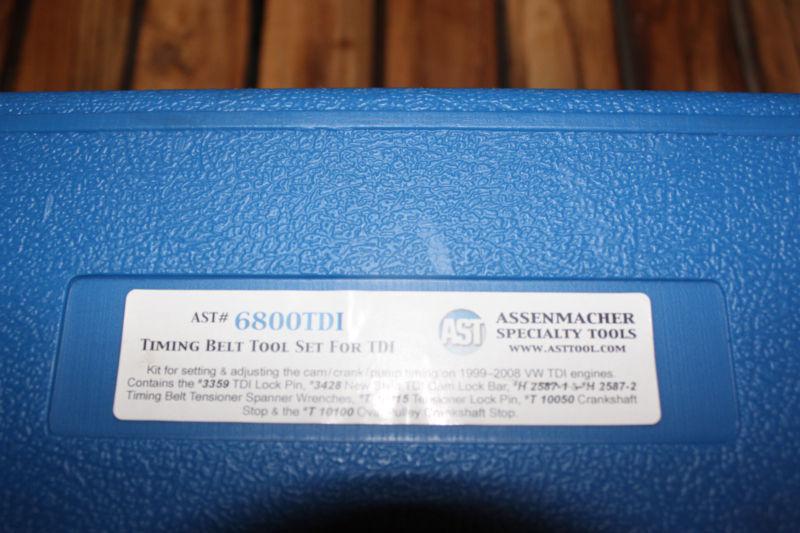 AST# 6800TDI
TIMING BELT TOOL SET FOR TDI
AST
ASSENMACHER
SPECIALTY TOOLS
WWW.ASTTOOL.COM
Kit for setting & adjusting the cam/crank/pump timing on 1999-2008 VW TDI engines.
Contains the *3359 TDI Lock Pin, *3428 New Style TDI Cam Lock Bar, *H 2587-1 & *H 2587-2
Timing Belt Tensioner Spanner Wrenches, Tensioner Lock Pin, *T 10050 Crankshaft
Stop & the *T 10100 Oval Pulley Crankshaft Stop.